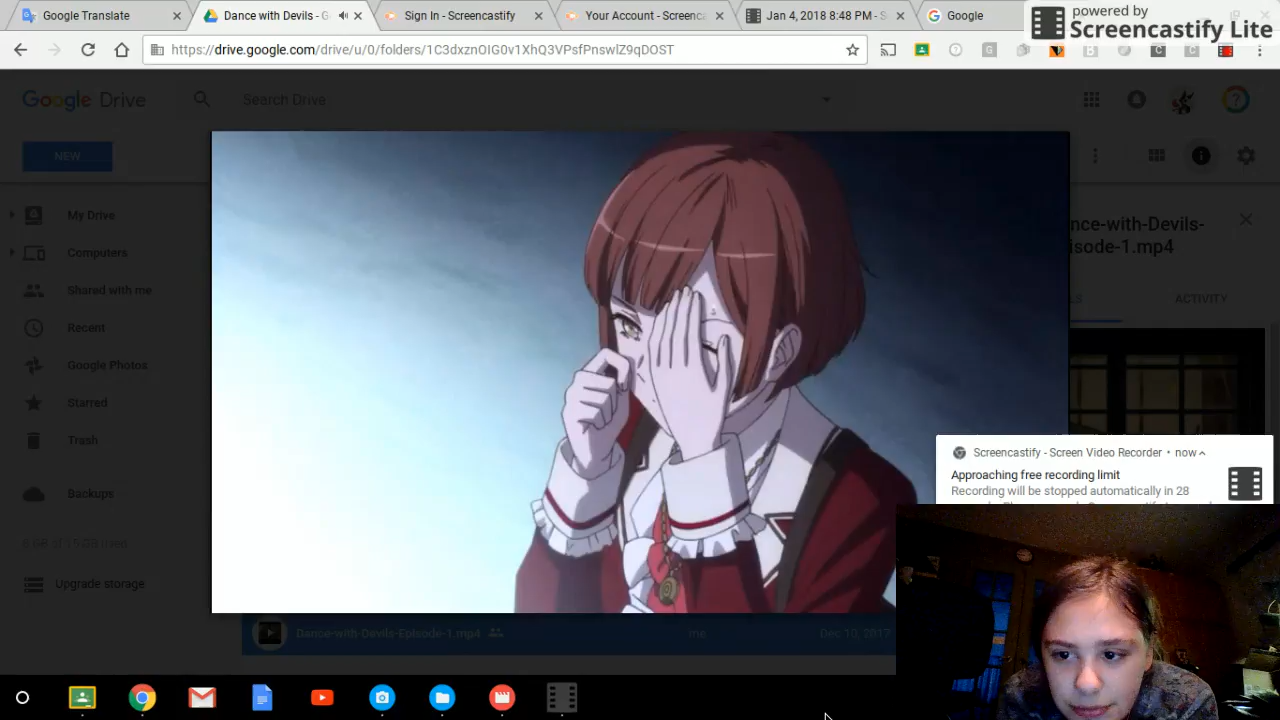 Google Translate
Dance with Devils - G
Sign In - Screencastify
Your Account - Screenca
Jan 4, 2018 8:48 PM - S
Google
powered by
Screencastify Lite
https://drive.google.com/drive/u/0/folders/1C3dxznOIG0v1XhQ3VPsfPnswlZ9qDOST
Google Drive
Search Drive
NEW
My Drive
Computers
Shared with me
Recent
Google Photos
Starred
Trash
Backups
Upgrade storage
nce-with-Devils-
isode-1.mp4
ACTIVITY
Screencastify - Screen Video Recorder • now
Approaching free recording limit
Recording will be stopped automatically in 28
Dance-with-Devils-Episode-1.mp4
me
Dec 10, 2017